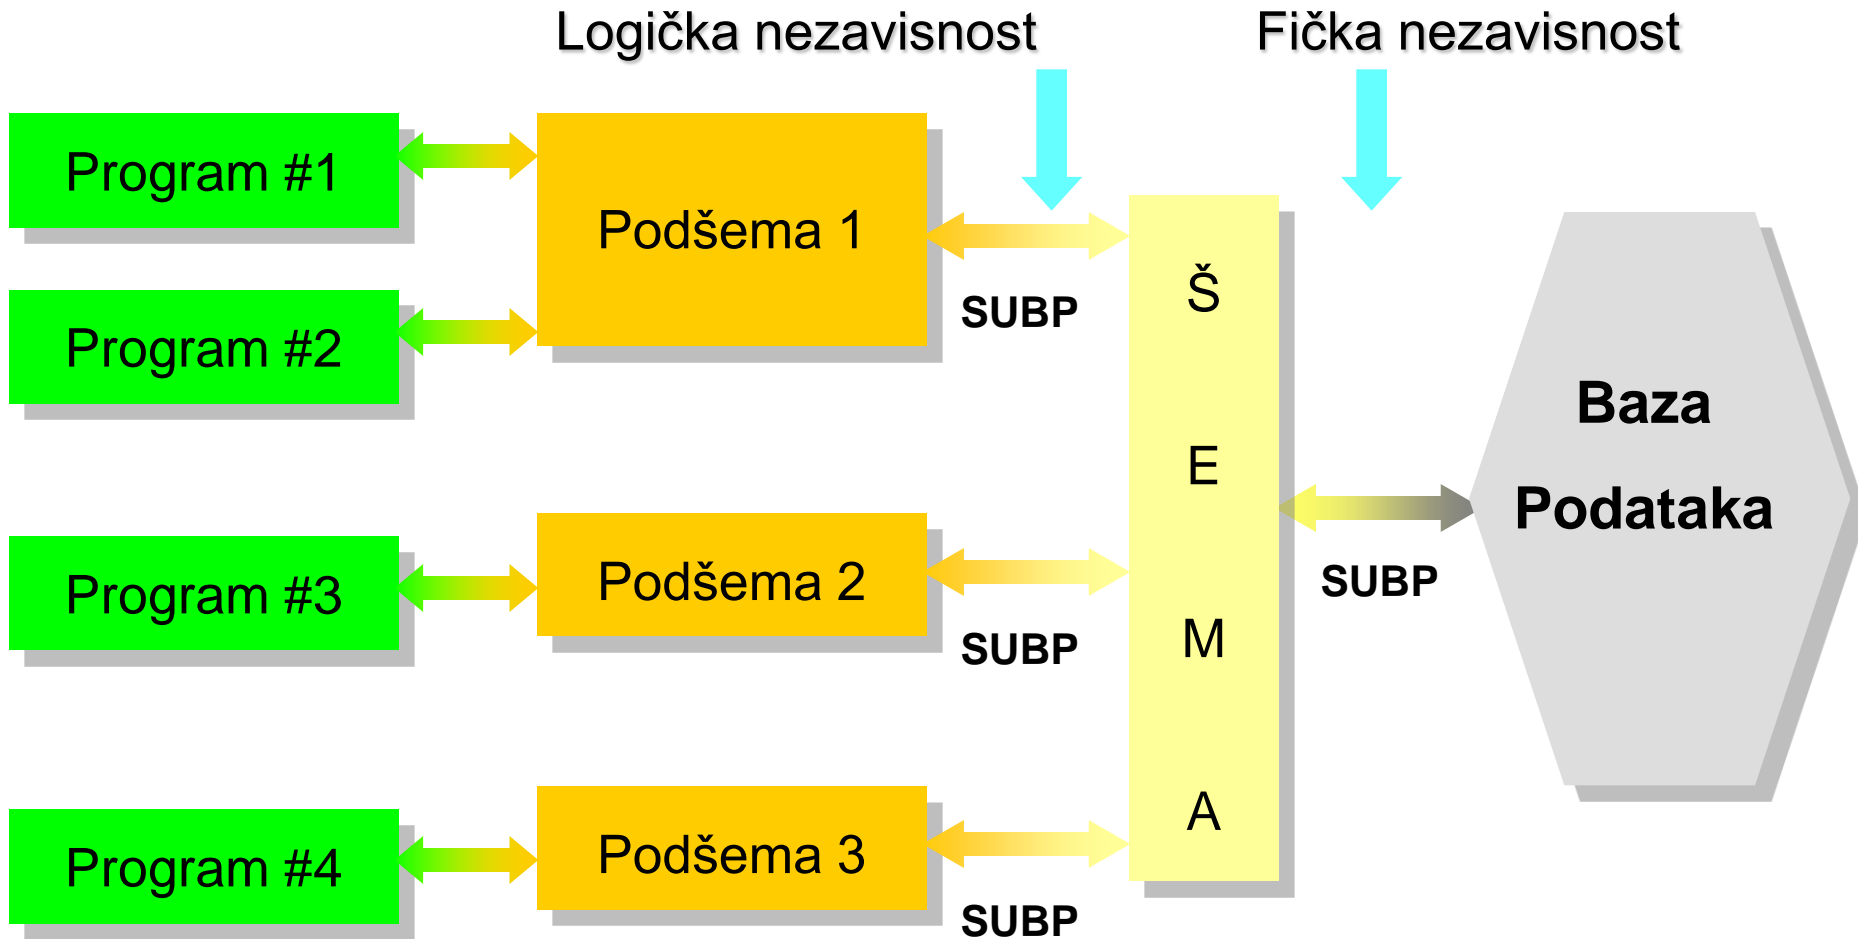 Logička nezavisnost
Fička nezavisnost
Program #1
Program #2
Podšema 1
SUBP
Program #3
Podšema 2
SUBP
Program #4
Podšema 3
SUBP
Š
E
M
A
SUBP
Baza
Podataka